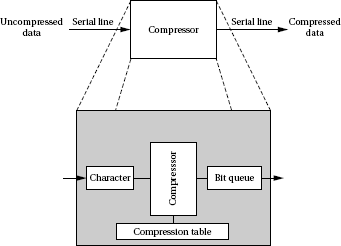 Uncompressed
data
Serial line
Compressor
Serial line
Compressed
data
Character
Compresssor
Bit queue
Compression table